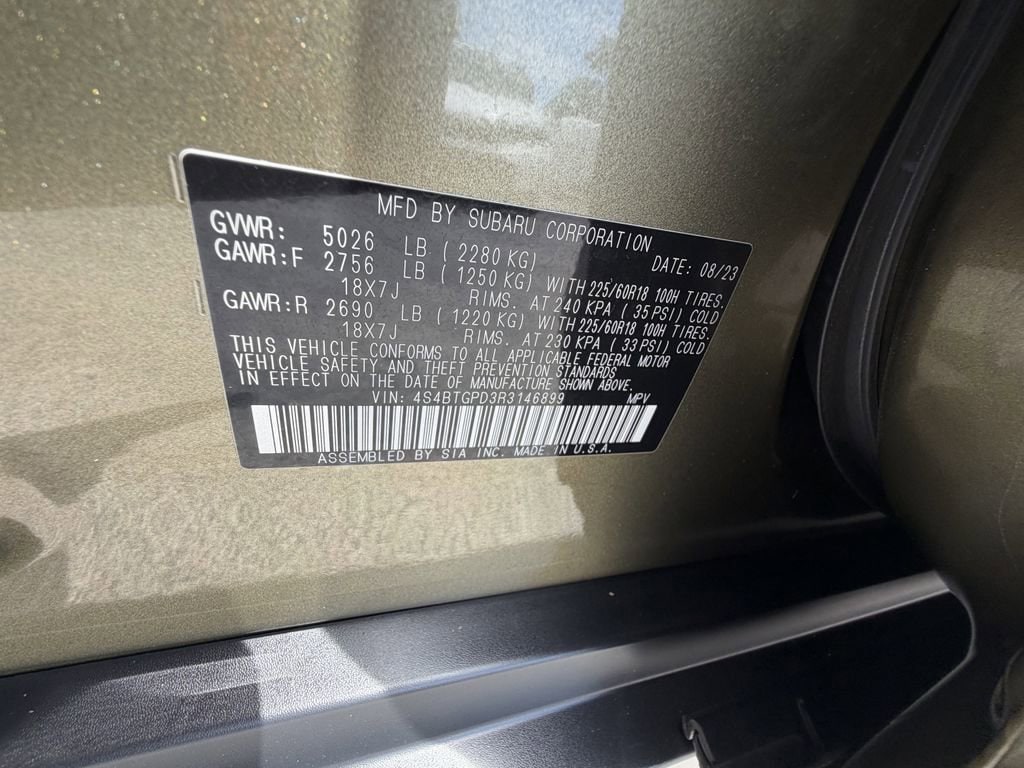 MFD BY SUBARU CORPORATION
GVWR: 5026 LB ( 2280 KG) DATE: 08/23
GAWR:F 2756 LB ( 1250 KG) WITH 225/60R18 100H TIRES.
18X7J RIMS. AT 240 KPA ( 35 PSI) COLD
GAWR:R 2690 LB ( 1220 KG) WITH 225/60R18 100H TIRES.
18X7J RIMS. AT 230 KPA ( 33 PSI) COLD
THIS VEHICLE CONFORMS TO ALL APPLICABLE FEDERAL MOTOR
VEHICLE SAFETY AND THEFT PREVENTION STANDARDS
IN EFFECT ON THE DATE OF MANUFACTURE SHOWN ABOVE.
VIN: 4S4BTGPD3R3146899 MPV
ASSEMBLED BY SIA INC. MADE IN U.S.A.